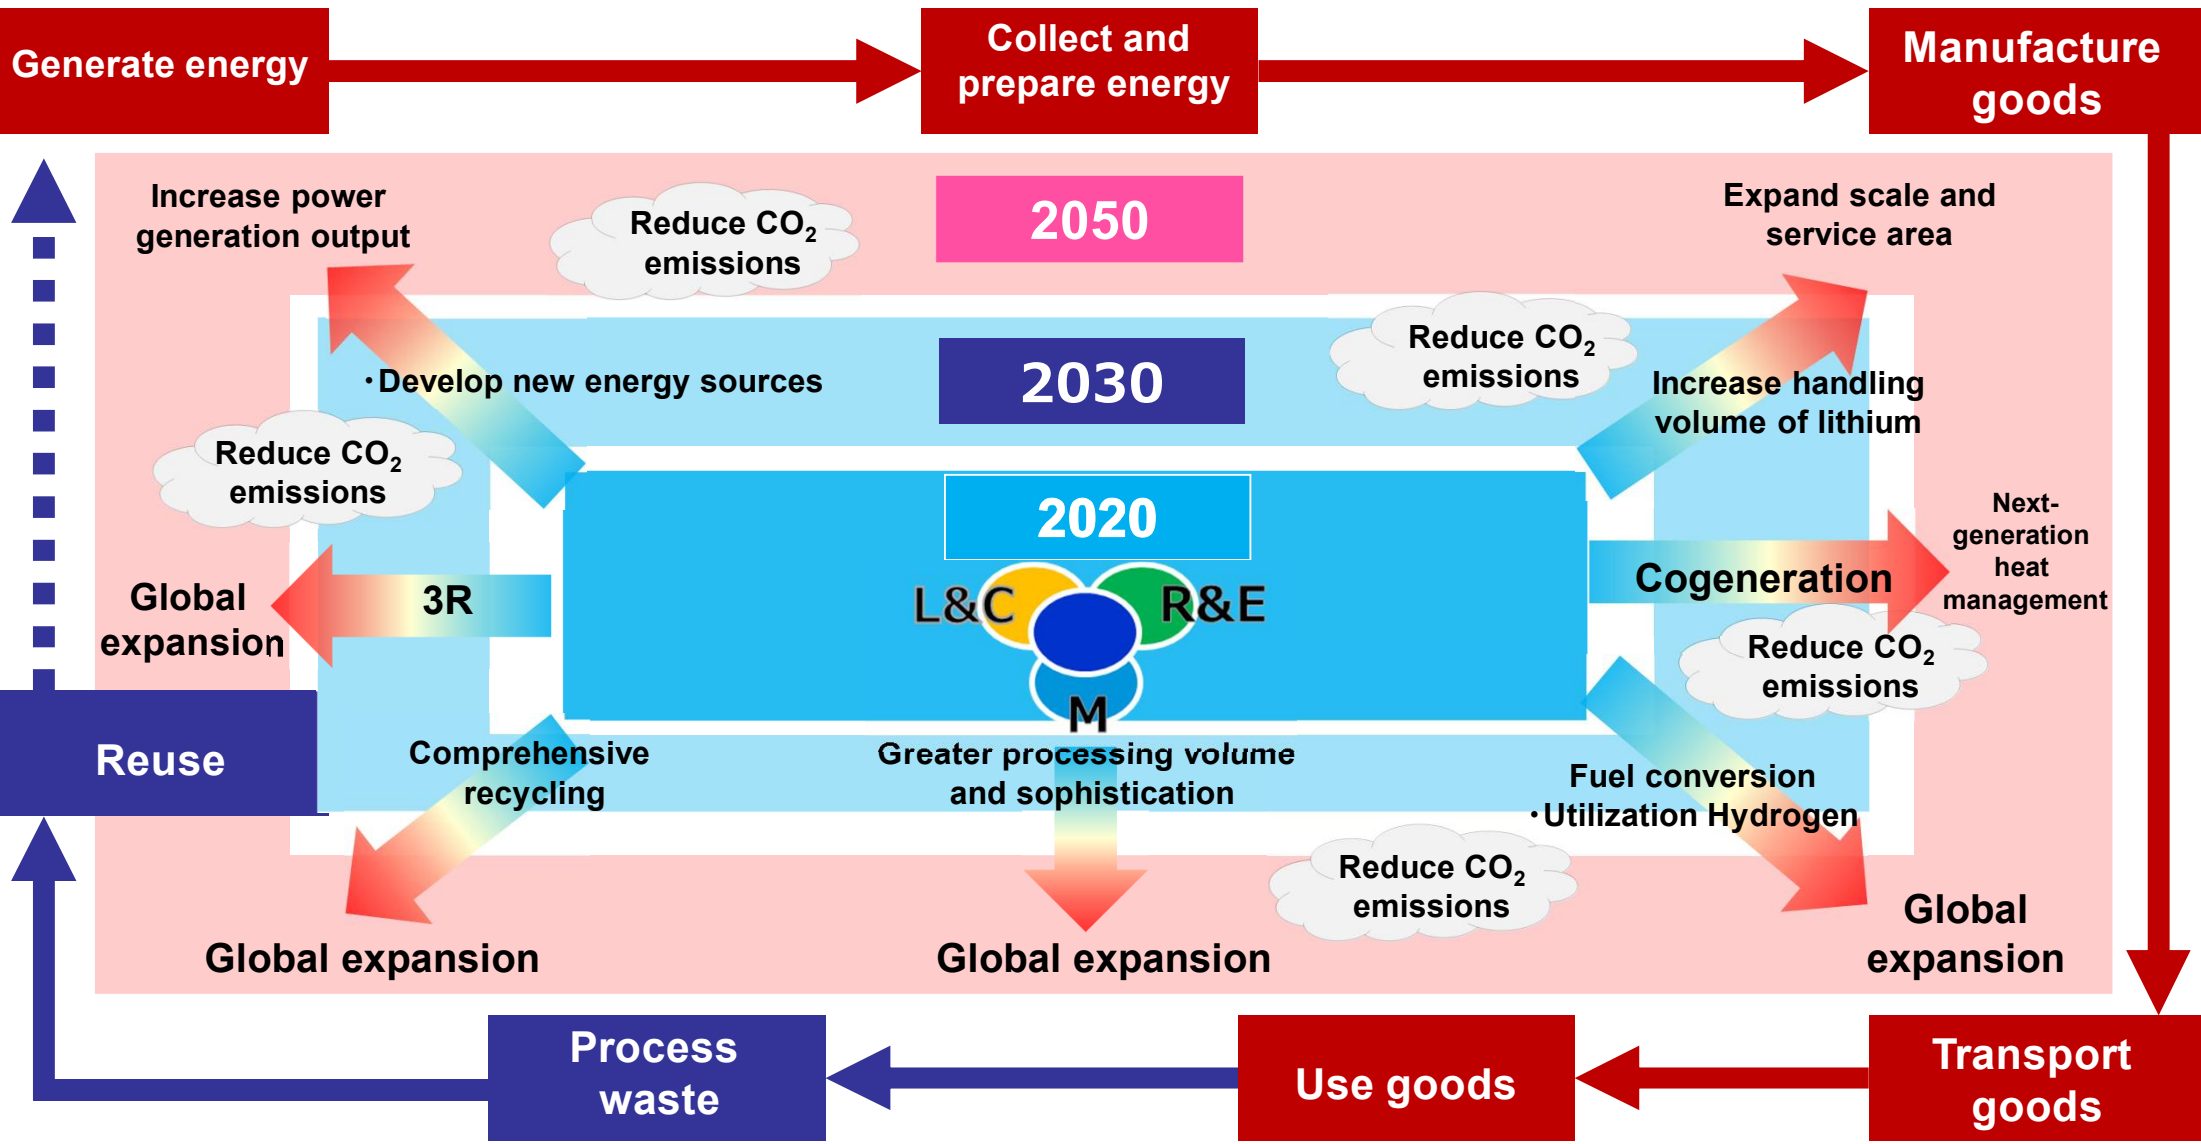 Generate energy
Collect and
prepare energy
Manufacture
goods
Increase power
generation output
Reduce CO₂
emissions
2050
Expand scale and
service area
Reduce CO₂
emissions
・Develop new energy sources
2030
Increase handling
volume of lithium
Reduce CO₂
emissions
2020
Next-
generation
heat
management
Cogeneration
Global
expansion
3R
L&C
R&E
M
Reduce CO₂
emissions
Reuse
Comprehensive
recycling
Greater processing volume
and sophistication
Fuel conversion
・Utilization Hydrogen
Reduce CO₂
emissions
Global expansion
Global expansion
Global
expansion
Process
waste
Use goods
Transport
goods